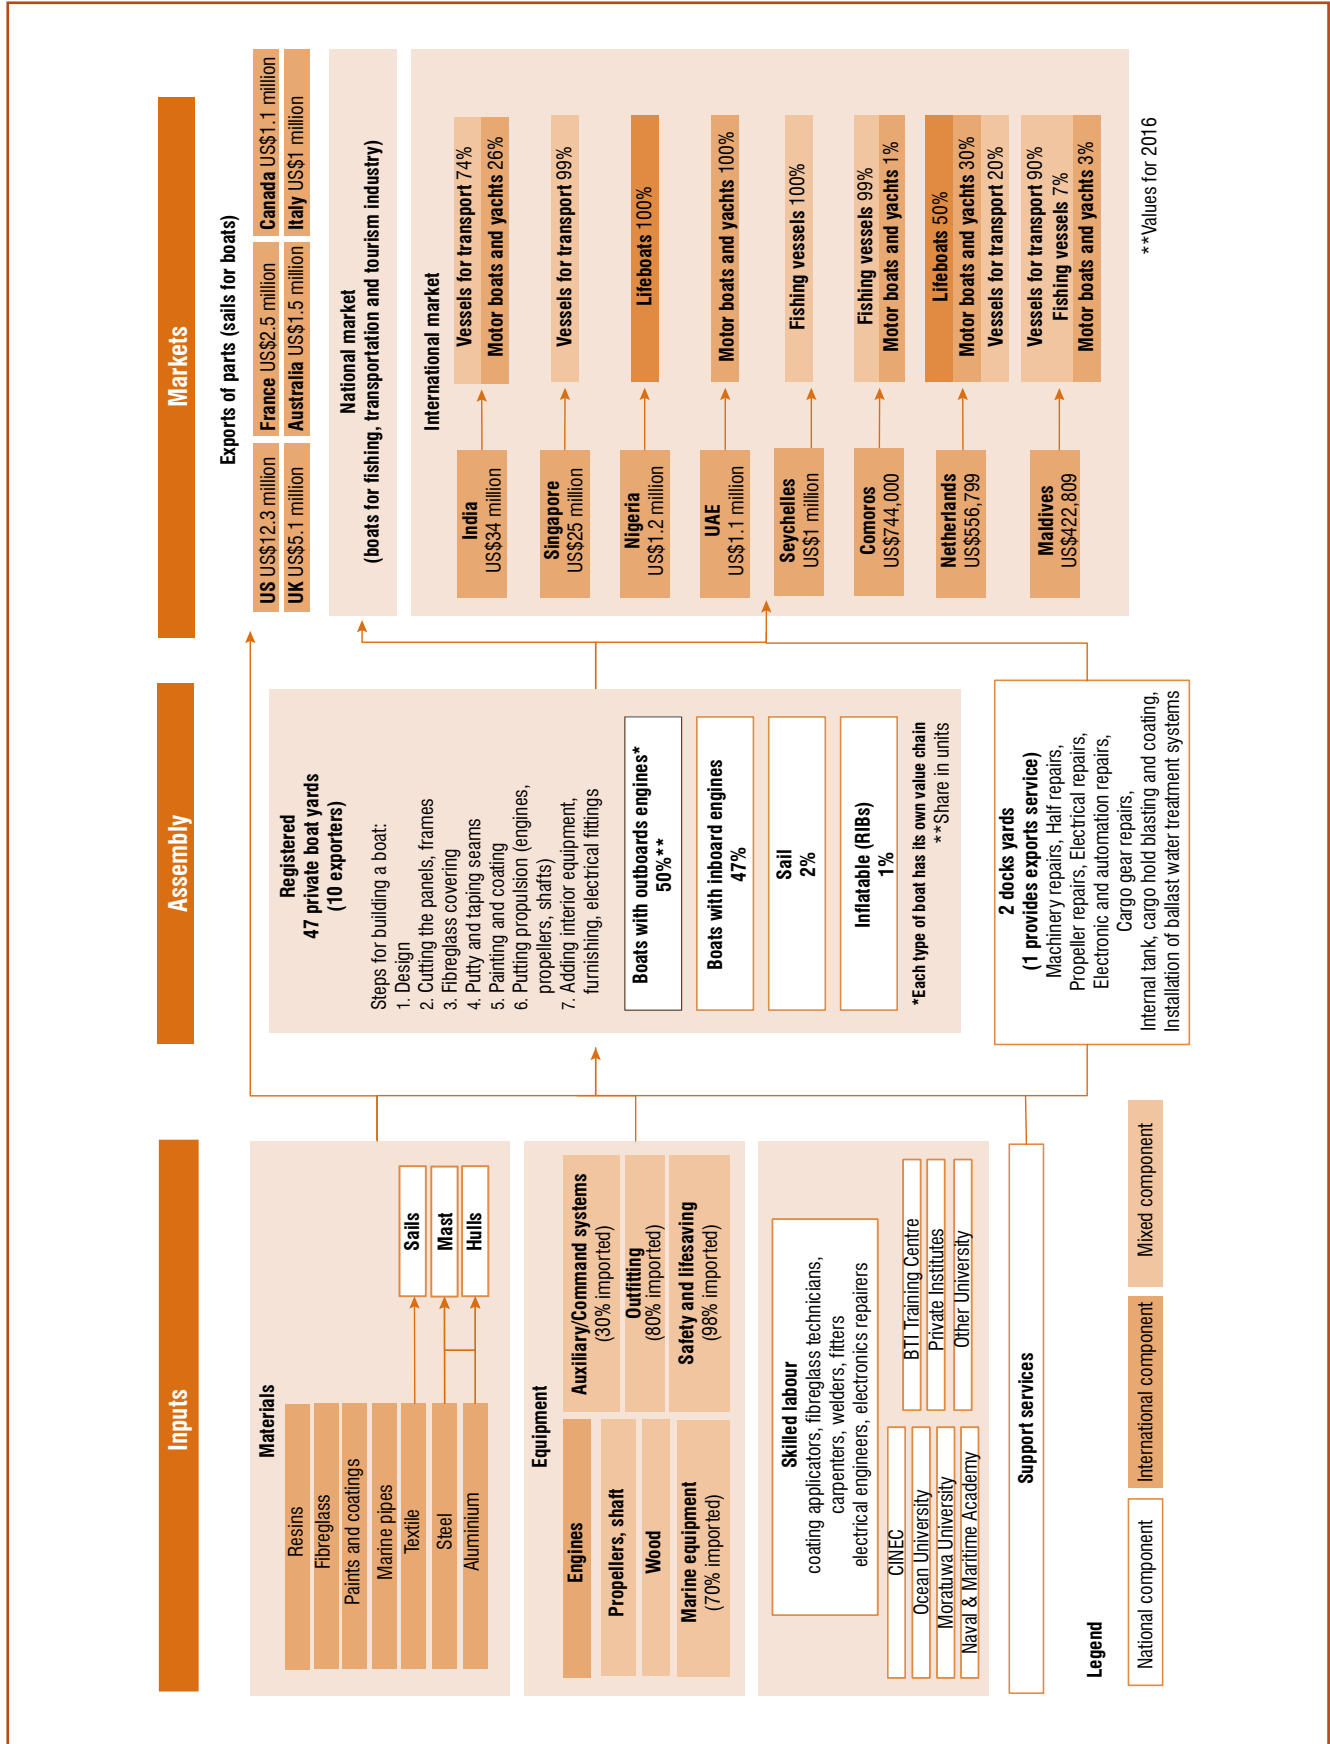 Inputs
Materials
Resins
Fibreglass
Paints and coatings
Marine pipes
Textile
Steel
Aluminium
Sails
Mast
Hulls
Equipment
Engines
Propellers, shaft
Wood
Marine equipment
(70% imported)
Auxiliary/Command systems
(30% imported)
Outfitting
(80% imported)
Safety and lifesaving
(98% imported)
Skilled labour
coating applicators, fibreglass technicians,
carpenters, welders, fitters
electrical engineers, electronics repairers
CINEC
Ocean University
Moratuwa University
Naval & Maritime Academy
BTI Training Centre
Private Institutes
Other University
Support services
Legend
National component
International component
Mixed component
Assembly
Registered
47 private boat yards
(10 exporters)
Steps for building a boat:
1. Design
2. Cutting the panels, frames
3. Fibreglass covering
4. Putty and taping seams
5. Painting and coating
6. Putting propulsion (engines,
propellers, shafts)
7. Adding interior equipment,
furnishing, electrical fittings
Boats with outboards engines*
50%**
Boats with inboard engines
47%
Sail
2%
Inflatable (RIBs)
1%
*Each type of boat has its own value chain
**Share in units
2 docks yards
(1 provides exports service)
Machinery repairs, Half repairs,
Propeller repairs, Electrical repairs,
Electronic and automation repairs,
Cargo gear repairs,
Internal tank, cargo hold blasting and coating,
Installation of ballast water treatment systems
Markets
Exports of parts (sails for boats)
US US$12.3 million
France US$2.5 million
Canada US$1.1 million
UK US$5.1 million
Australia US$1.5 million
Italy US$1 million
National market
(boats for fishing, transportation and tourism industry)
International market
India
US$34 million
Vessels for transport 74%
Motor boats and yachts 26%
Singapore
US$25 million
Vessels for transport 99%
Nigeria
US$1.2 million
Lifeboats 100%
UAE
US$1.1 million
Motor boats and yachts 100%
Seychelles
US$1 million
Fishing vessels 100%
Comoros
US$744,000
Fishing vessels 99%
Motor boats and yachts 1%
Netherlands
US$556,799
Lifeboats 50%
Motor boats and yachts 30%
Vessels for transport 20%
Maldives
US$422,809
Vessels for transport 90%
Fishing vessels 7%
Motor boats and yachts 3%
**Values for 2016